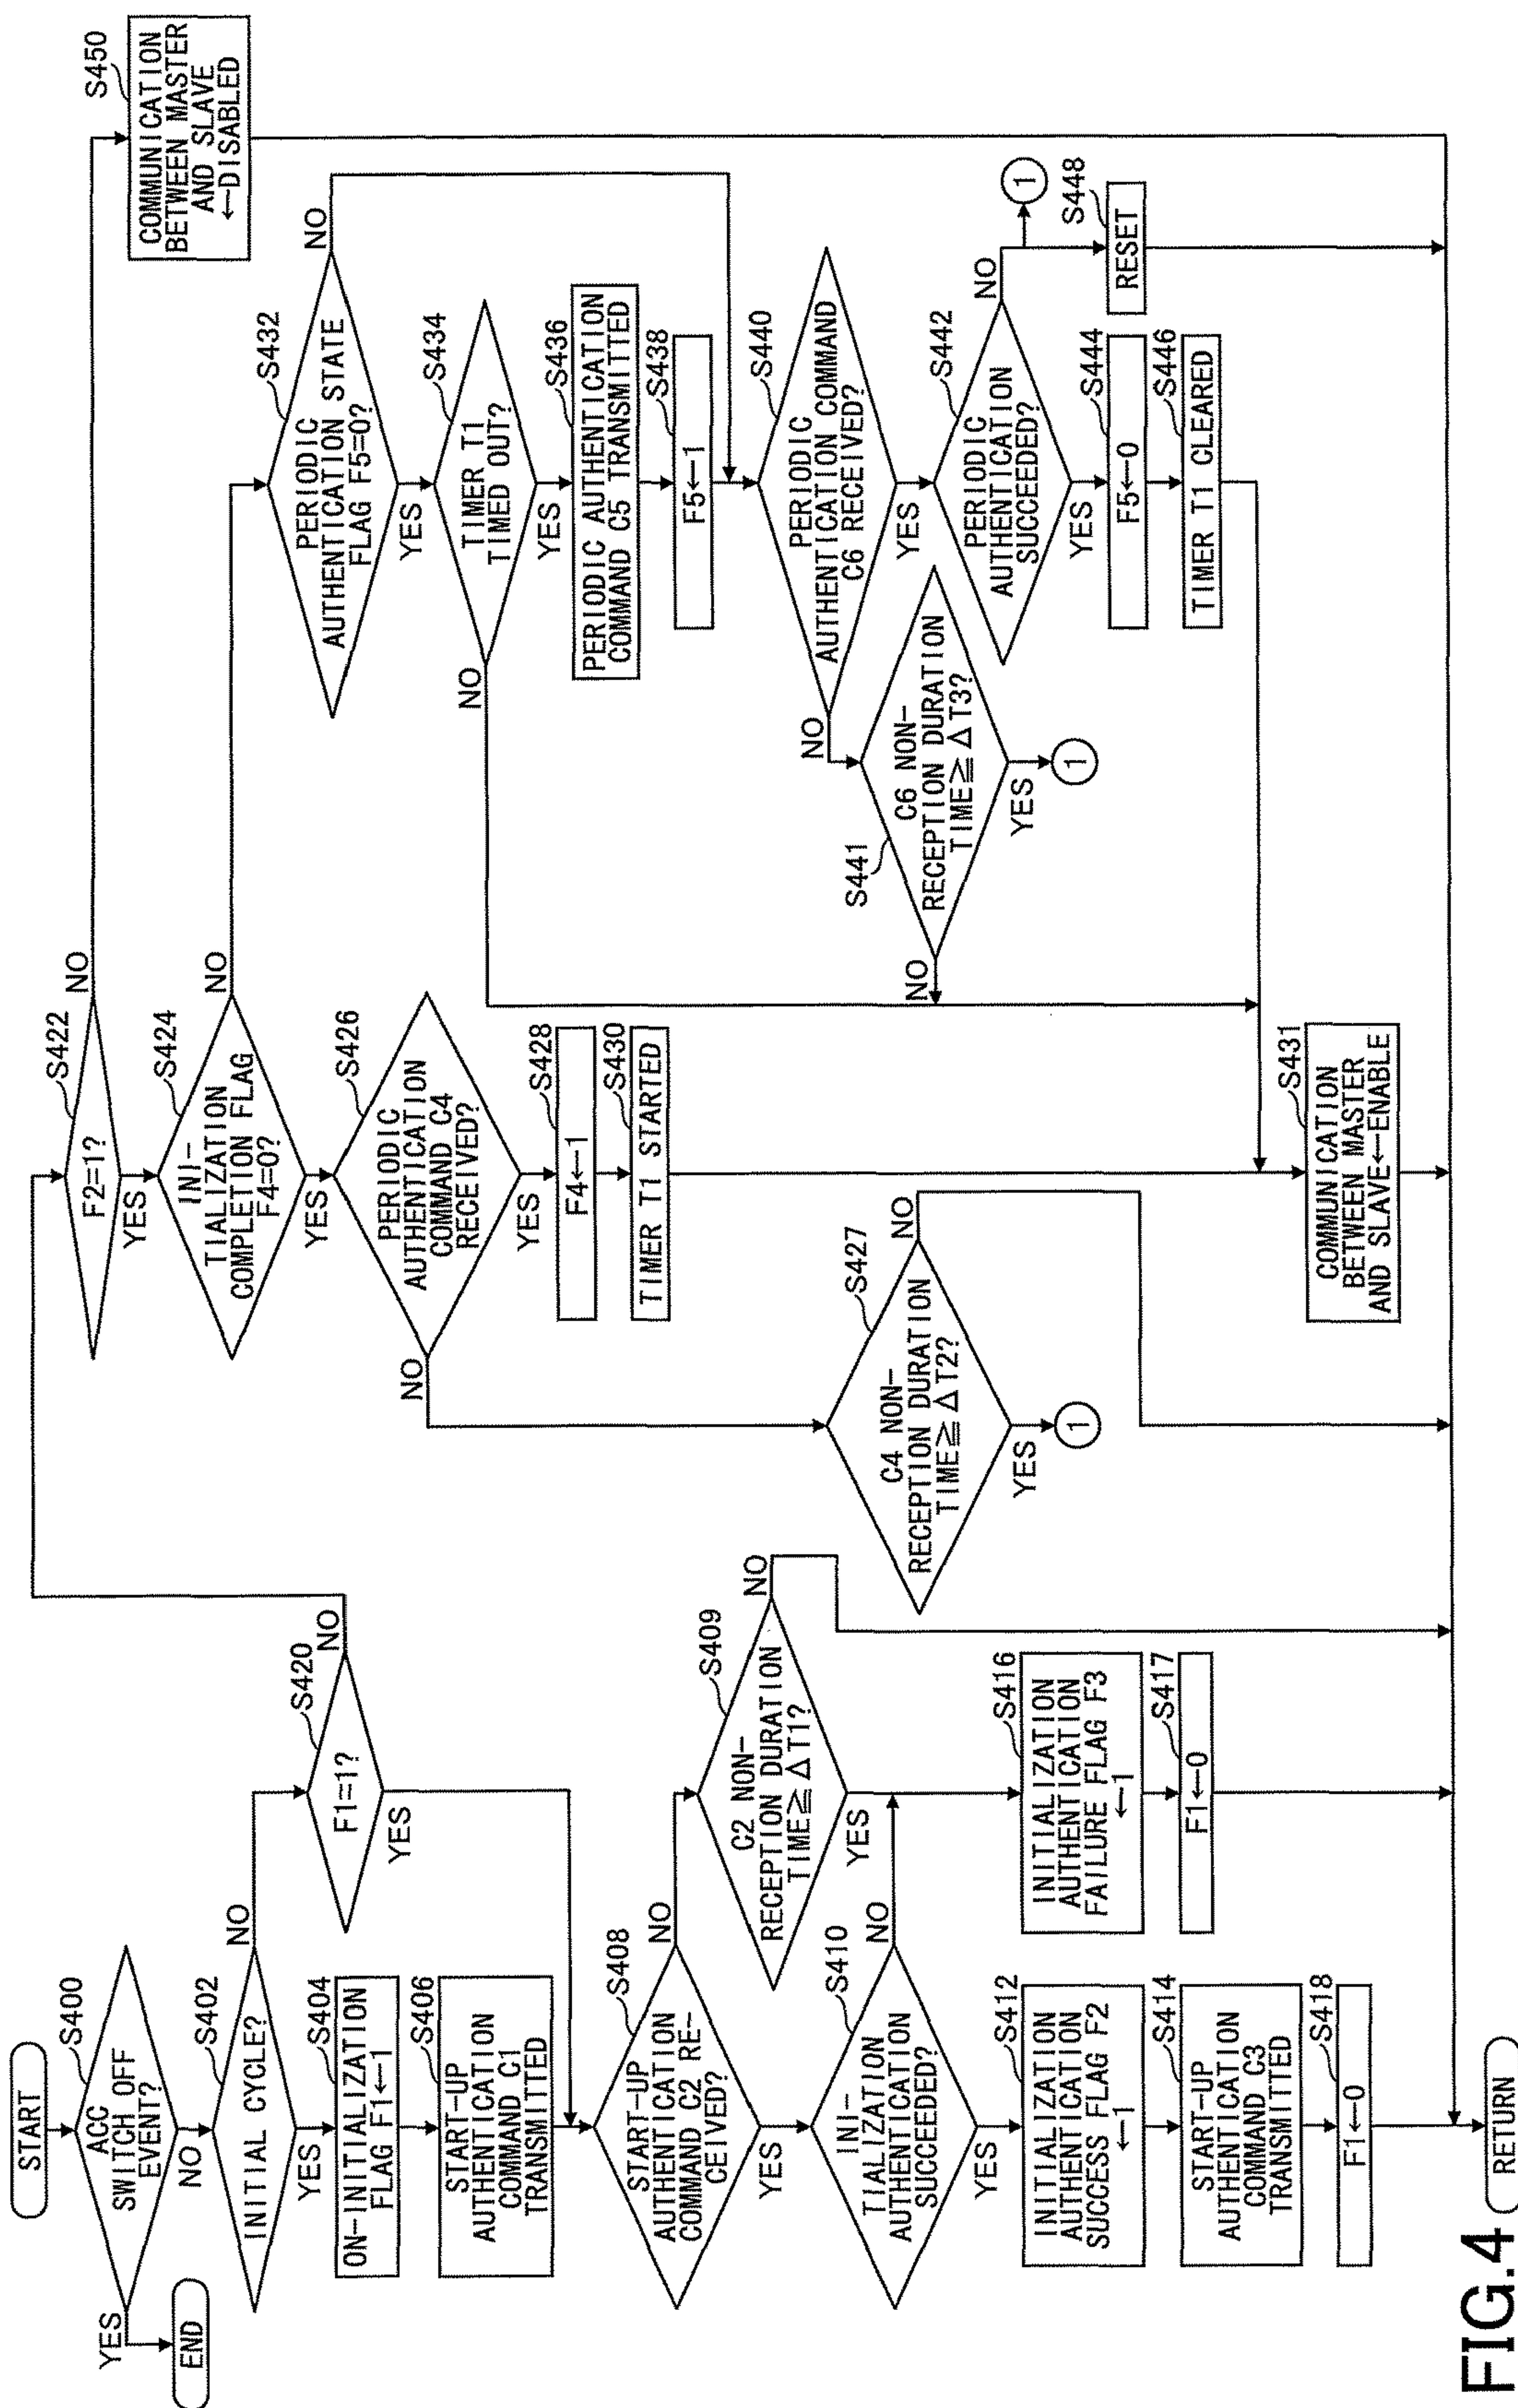 START
S400
ACC
SWITCH OFF
EVENT?
YES
END
NO
S402
INITIAL CYCLE?
NO
YES
S404
ON-INITIALIZATION
FLAG F1←1
S406
START-UP
AUTHENTICATION
COMMAND C1
TRANSMITTED
S420
F1=1?
NO
YES
S408
START-UP
AUTHENTICATION
COMMAND C2 RE-
CEIVED?
NO
YES
S409
C2 NON-
RECEPTION DURATION
TIME≧ΔT1?
NO
YES
S410
INI-
TIALIZATION
AUTHENTICATION
SUCCEEDED?
NO
YES
S412
INITIALIZATION
AUTHENTICATION
SUCCESS FLAG F2
←1
S414
START-UP
AUTHENTICATION
COMMAND C3
TRANSMITTED
S418
F1←0
S416
INITIALIZATION
AUTHENTICATION
FAILURE FLAG F3
←1
S417
F1←0
RETURN
S422
F2=1?
NO
YES
S424
INI-
TIALIZATION
COMPLETION FLAG
F4=0?
NO
YES
S426
PERIODIC
AUTHENTICATION
COMMAND C4
RECEIVED?
NO
YES
S428
F4←1
S430
TIMER T1 STARTED
S427
C4 NON-
RECEPTION DURATION
TIME≧ΔT2?
NO
YES
1
S431
COMMUNICATION
BETWEEN MASTER
AND SLAVE←ENABLE
S432
PERIODIC
AUTHENTICATION STATE
FLAG F5=0?
NO
YES
S434
TIMER T1
TIMED OUT?
NO
YES
S436
PERIODIC AUTHENTICATION
COMMAND C5 TRANSMITTED
S438
F5←1
S440
PERIODIC
AUTHENTICATION COMMAND
C6 RECEIVED?
NO
YES
S441
C6 NON-
RECEPTION DURATION
TIME≧ΔT3?
NO
YES
1
S442
PERIODIC
AUTHENTICATION
SUCCEEDED?
NO
YES
1
S444
F5←0
S446
TIMER T1 CLEARED
S448
RESET
S450
COMMUNICATION
BETWEEN MASTER
AND SLAVE
←DISABLED
FIG.4